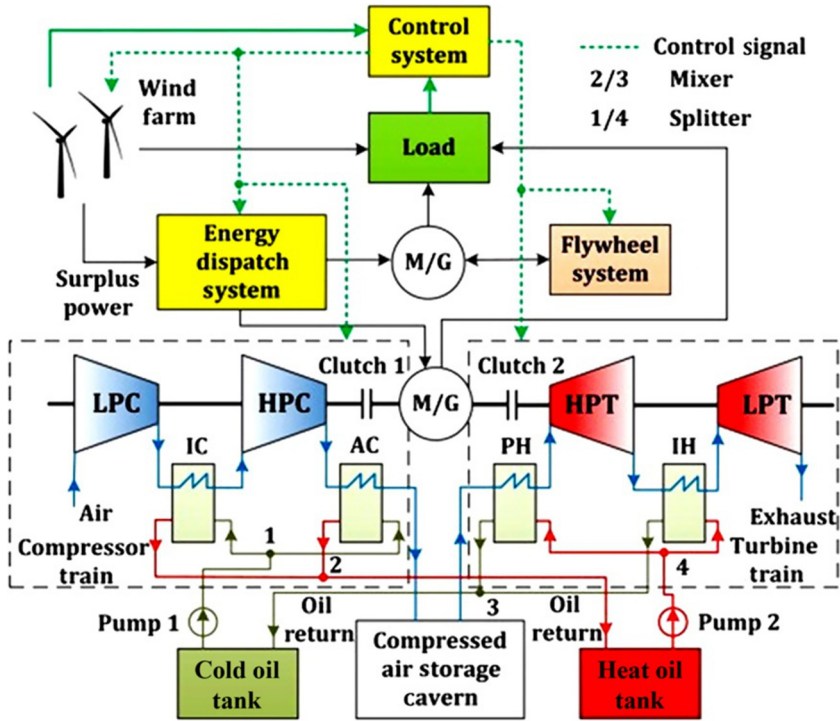 Control
system
Control signal
2/3 Mixer
1/4 Splitter
Wind
farm
Load
Energy
dispatch
system
M/G
Flywheel
system
Surplus
power
Clutch 1
Clutch 2
LPC
HPC
M/G
HPT
LPT
IC
AC
PH
IH
Air
Exhaust
Compressor
train
Turbine
train
1
2
3
4
Pump 1
Oil
return
Oil
return
Pump 2
Cold oil
tank
Compressed
air storage
cavern
Heat oil
tank